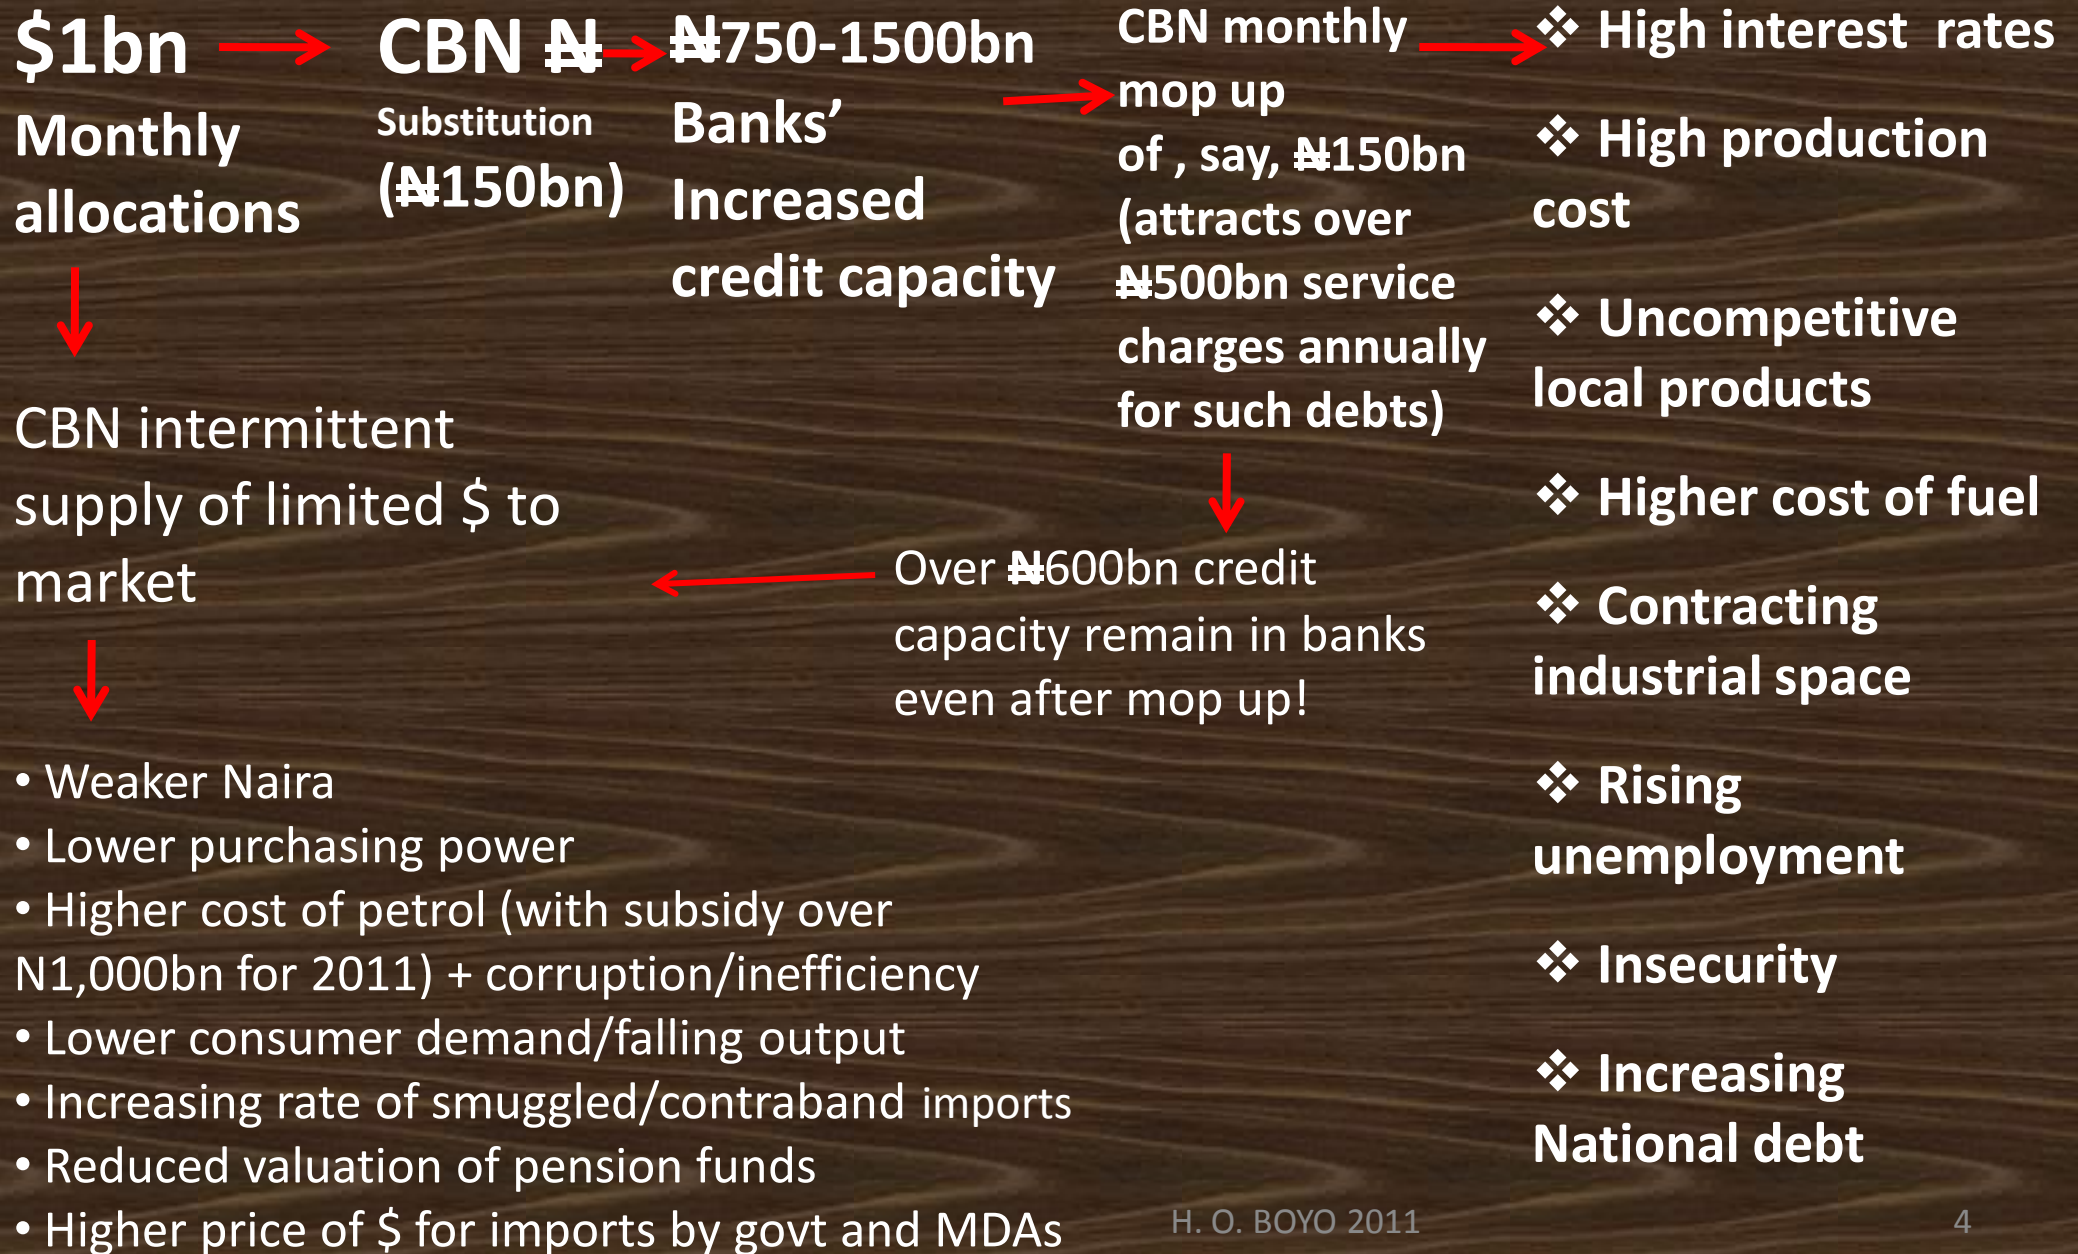 $1bn
Monthly
allocations
CBN ₦
Substitution
(₦150bn)
₦750-1500bn
Banks’
Increased
credit capacity
CBN monthly
mop up
of , say, ₦150bn
(attracts over
₦500bn service
charges annually
for such debts)
❖ High interest rates
❖ High production
cost
❖ Uncompetitive
local products
❖ Higher cost of fuel
❖ Contracting
industrial space
❖ Rising
unemployment
❖ Insecurity
❖ Increasing
National debt
CBN intermittent
supply of limited $ to
market
Over ₦600bn credit
capacity remain in banks
even after mop up!
• Weaker Naira
• Lower purchasing power
• Higher cost of petrol (with subsidy over
N1,000bn for 2011) + corruption/inefficiency
• Lower consumer demand/falling output
• Increasing rate of smuggled/contraband imports
• Reduced valuation of pension funds
• Higher price of $ for imports by govt and MDAs
H. O. BOYO 2011
4